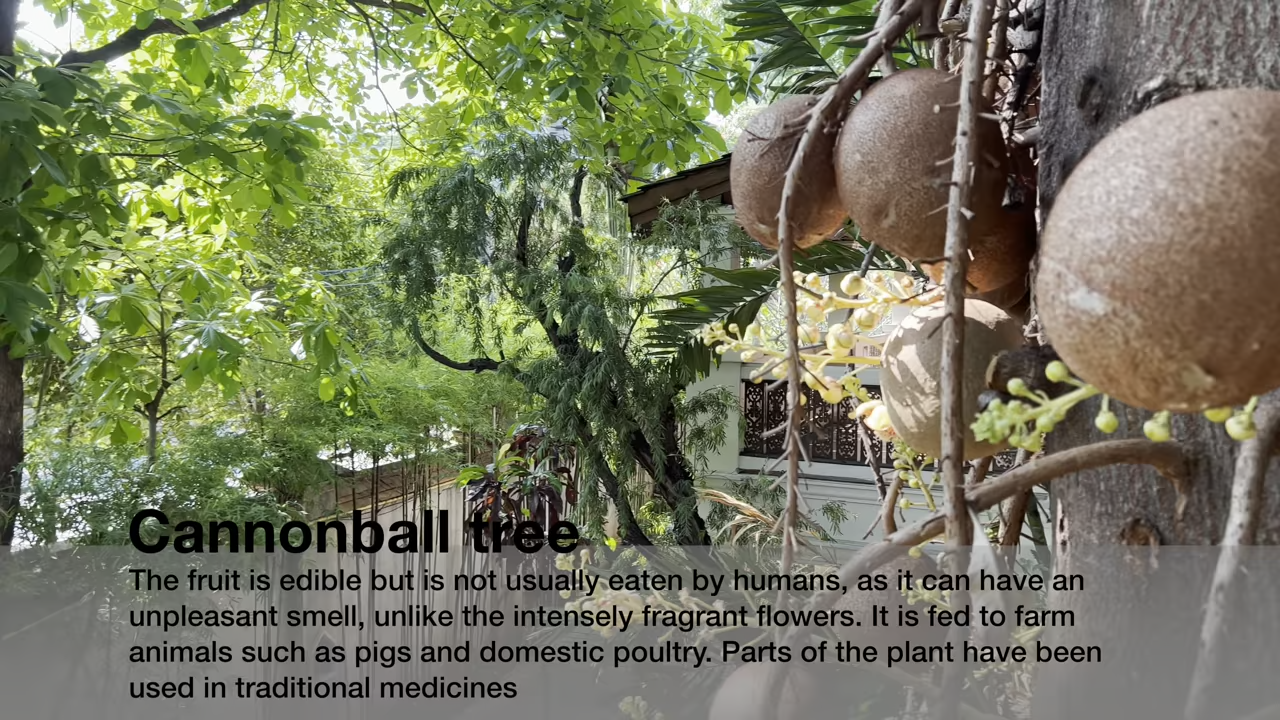 Cannonball tree
The fruit is edible but is not usually eaten by humans, as it can have an
unpleasant smell, unlike the intensely fragrant flowers. It is fed to farm
animals such as pigs and domestic poultry. Parts of the plant have been
used in traditional medicines